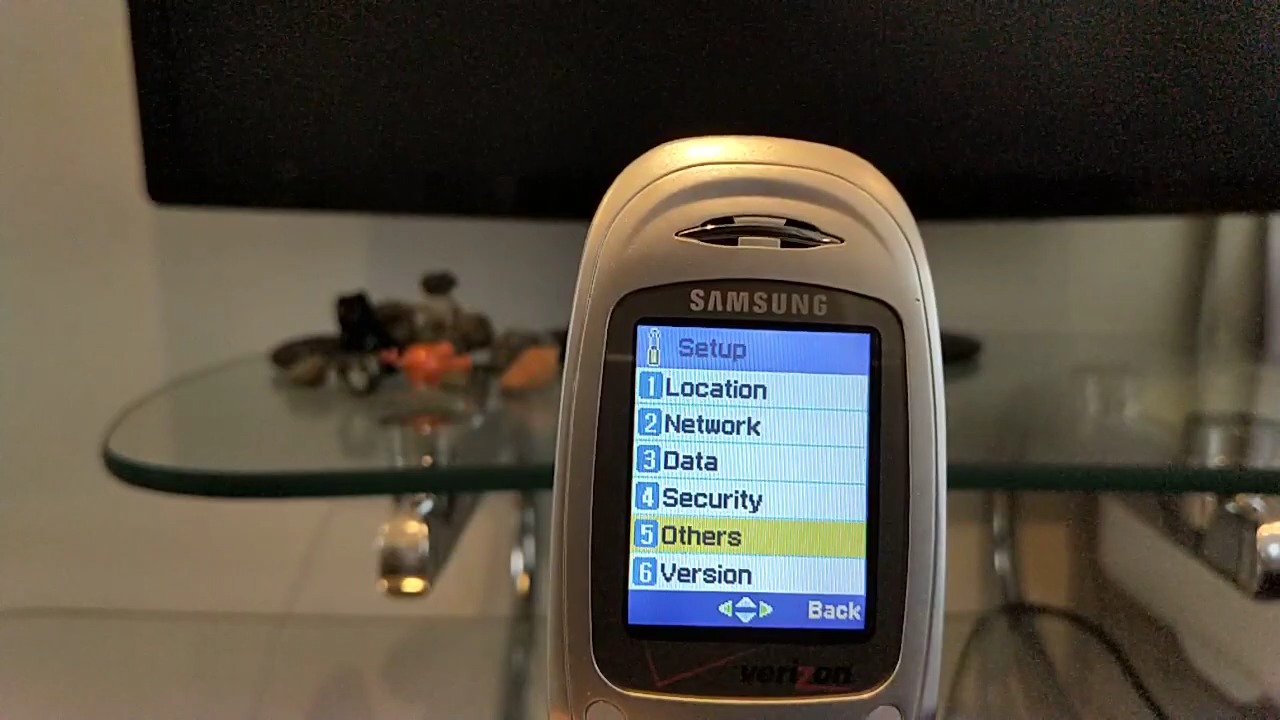 SAMSUNG
Setup
1 Location
2 Network
3 Data
4 Security
5 Others
6 Version
Back
verizon